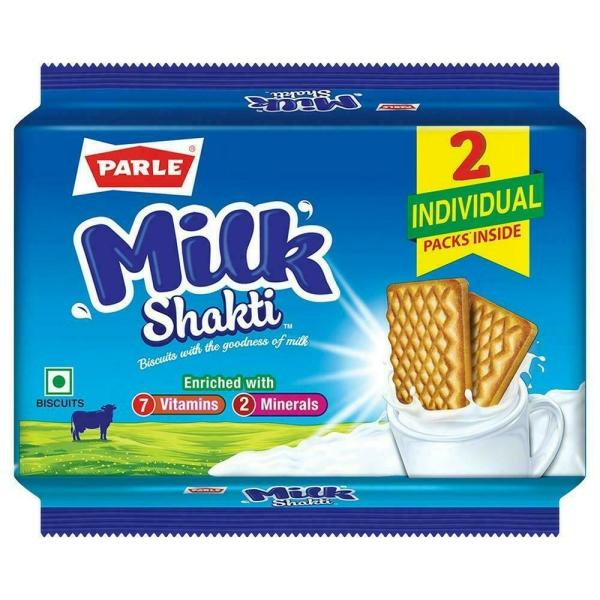 Milk
Shakti
PARLE
PARLE
Milk
Shakti™
Biscuits with the goodness of milk
Enriched with
7 Vitamins 2 Minerals
BISCUITS
2
INDIVIDUAL
PACKS* INSIDE
PARLE Milk
Shakti